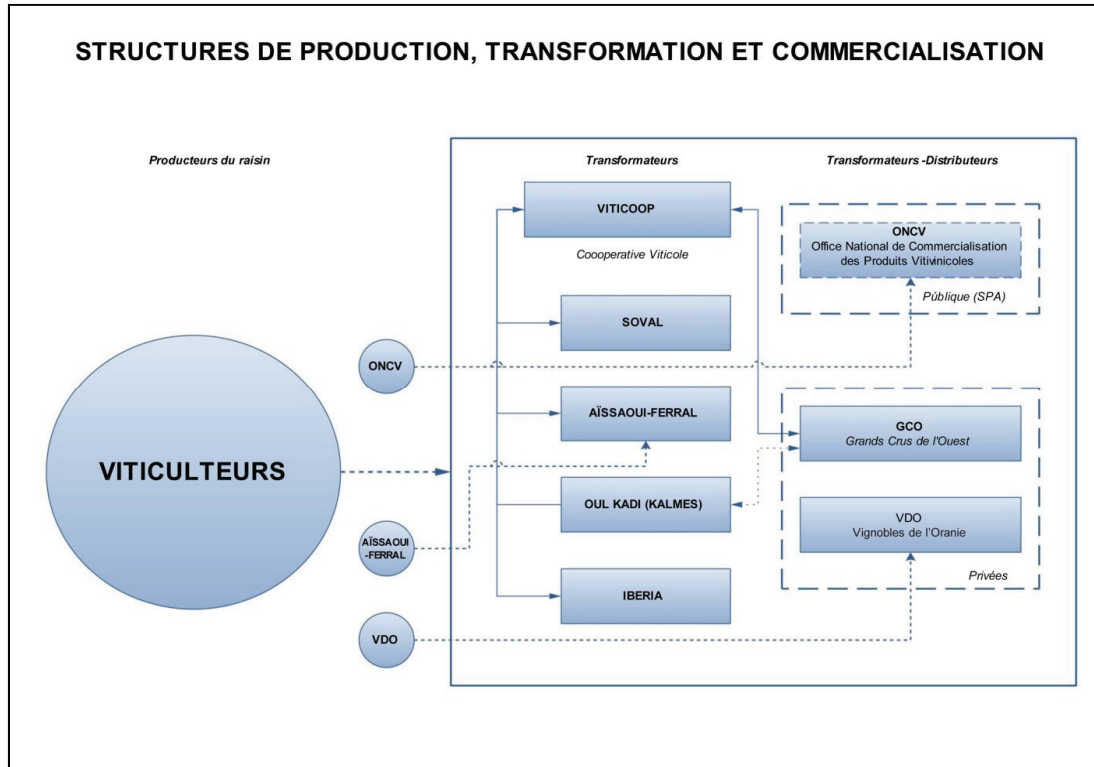 STRUCTURES DE PRODUCTION, TRANSFORMATION ET COMMERCIALISATION
Producteurs du raisin
Transformateurs
Transformateurs -Distributeurs
VITICOOP
Coooperative Viticole
ONCV
Office National de Commercialisation
des Produits Vitivinicoles
Públique (SPA)
SOVAL
ONCV
AÏSSAOUI-FERRAL
GCO
Grands Crus de l'Ouest
VITICULTEURS
OUL KADI (KALMES)
VDO
Vignobles de l'Oranie
AÏSSAOUI
-FERRAL
Privées
IBERIA
VDO